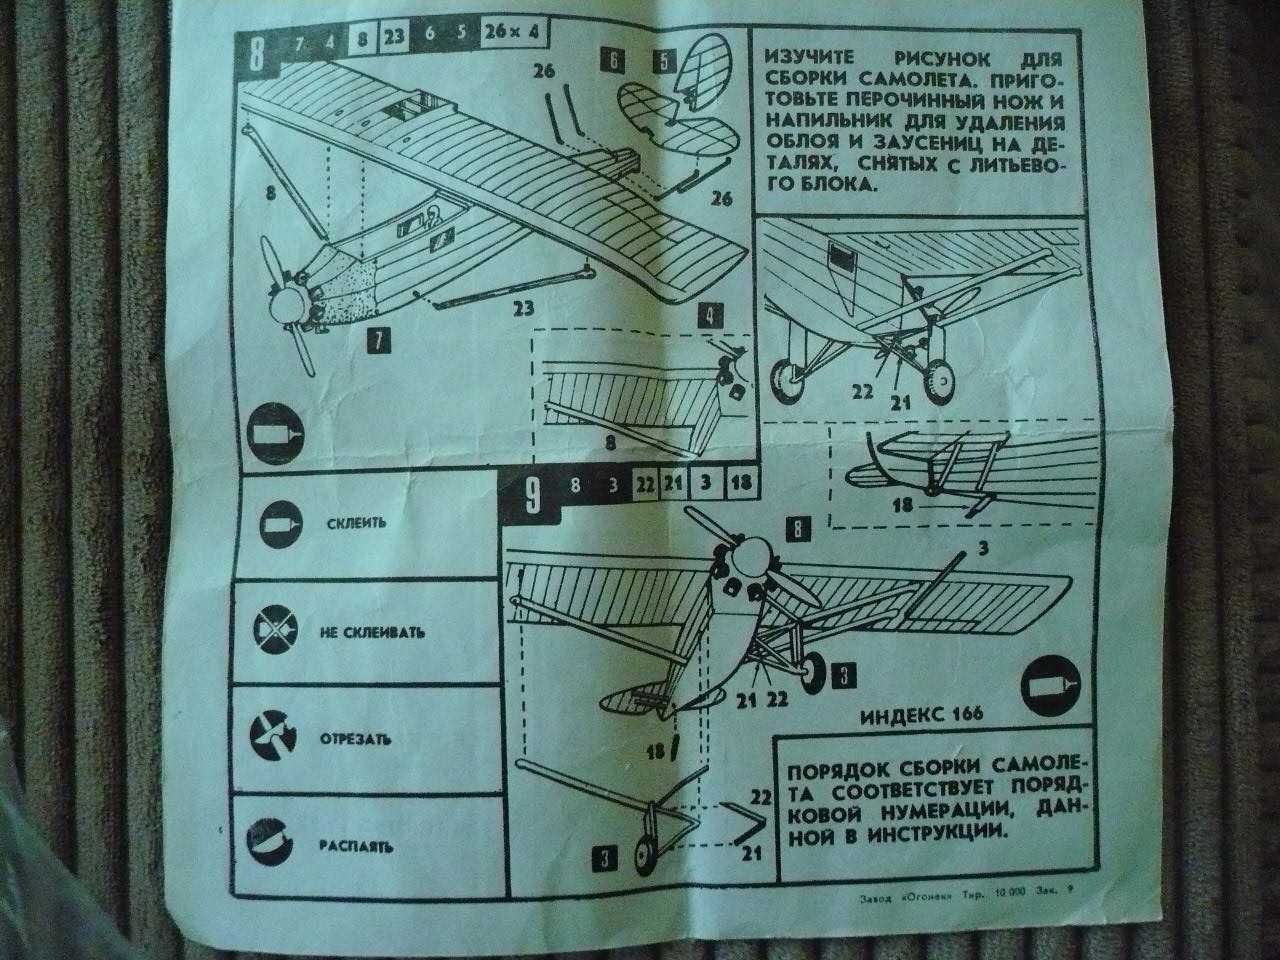 8 7 4 8 23 6 5 26×4
6 5
26
8
26
23
7
4
8
ИЗУЧИТЕ РИСУНОК ДЛЯ
СБОРКИ САМОЛЕТА. ПРИГО-
ТОВЬТЕ ПЕРОЧИННЫЙ НОЖ И
НАПИЛЬНИК ДЛЯ УДАЛЕНИЯ
ОБЛОЯ И ЗАУСЕНИЦ НА ДЕ-
ТАЛЯХ, СНЯТЫХ С ЛИТЬЕВО-
ГО БЛОКА.
22
21
18
СКЛЕИТЬ
НЕ СКЛЕИВАТЬ
ОТРЕЗАТЬ
РАСПАЯТЬ
9 8 3 22 21 3 18
8
3
21 22
3
18
ИНДЕКС 166
22
21
3
ПОРЯДОК СБОРКИ САМОЛЕ-
ТА СООТВЕТСТВУЕТ ПОРЯД-
КОВОЙ НУМЕРАЦИИ, ДАН-
НОЙ В ИНСТРУКЦИИ.
Завод «Огонек» Тир. 10 000 Зак. 9